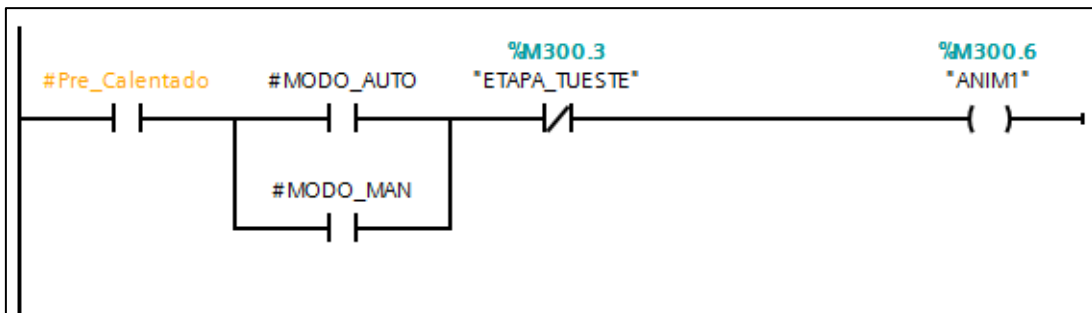 %M300.3
%M300.6
#Pre_Calentado
#MODO_AUTO
"ETAPA_TUESTE"
"ANIM1"
#MODO_MAN